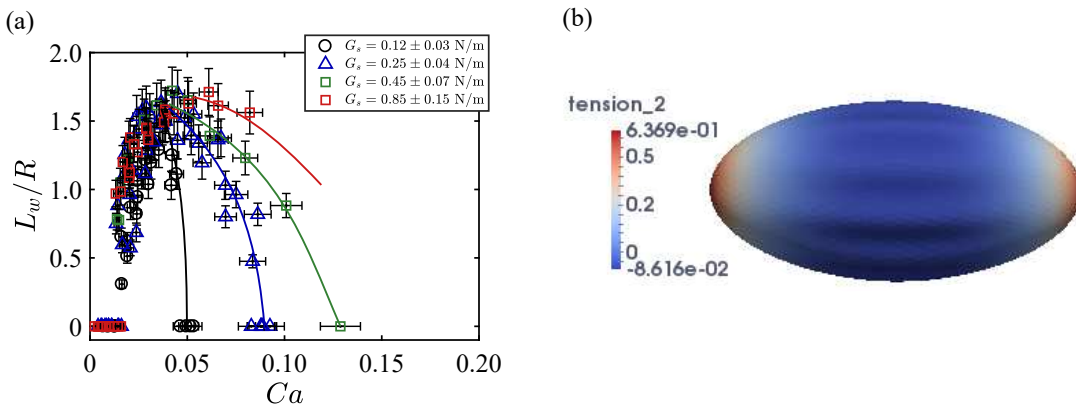 (a)
(b)
2.0
1.5
1.0
0.5
0
L_w/R
0
0.05
0.10
0.15
0.20
Ca
G_s = 0.12 ± 0.03 N/m
G_s = 0.25 ± 0.04 N/m
G_s = 0.45 ± 0.07 N/m
G_s = 0.85 ± 0.15 N/m
tension_2
6.369e-01
0.5
0.2
0
-8.616e-02